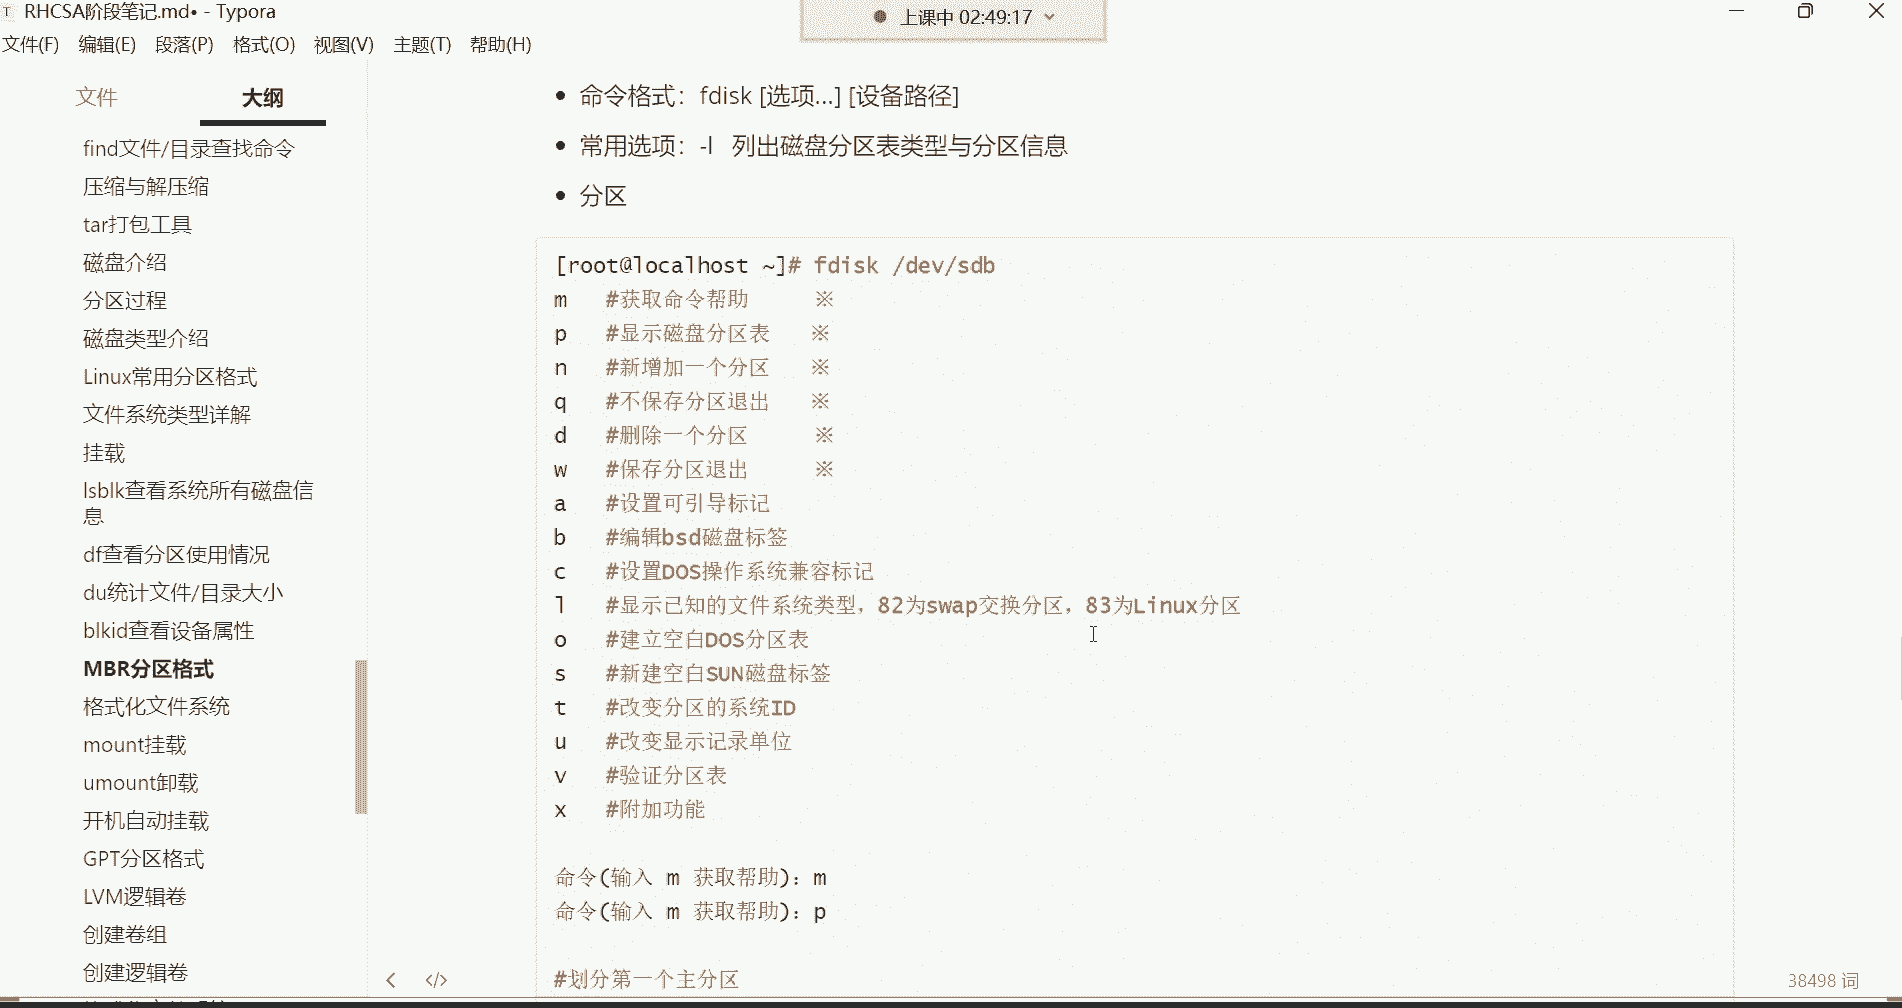 RHCSA阶段笔记.md• - Typora
上课中 02:49:17
文件(F) 编辑(E) 段落(P) 格式(O) 视图(V) 主题(T) 帮助(H)
文件 大纲
find文件/目录查找命令
压缩与解压缩
tar打包工具
磁盘介绍
分区过程
磁盘类型介绍
Linux常用分区格式
文件系统类型详解
挂载
lsblk查看系统所有磁盘信
息
df查看分区使用情况
du统计文件/目录大小
blkid查看设备属性
MBR分区格式
格式化文件系统
mount挂载
umount卸载
开机自动挂载
GPT分区格式
LVM逻辑卷
创建卷组
创建逻辑卷
• 命令格式：fdisk [选项...] [设备路径]
• 常用选项：-l 列出磁盘分区表类型与分区信息
• 分区
[root@localhost ~]# fdisk /dev/sdb
m #获取命令帮助 ※
p #显示磁盘分区表 ※
n #新增加一个分区 ※
q #不保存分区退出 ※
d #删除一个分区 ※
w #保存分区退出 ※
a #设置可引导标记
b #编辑bsd磁盘标签
c #设置DOS操作系统兼容标记
l #显示已知的文件系统类型，82为swap交换分区，83为Linux分区
o #建立空白DOS分区表
s #新建空白SUN磁盘标签
t #改变分区的系统ID
u #改变显示记录单位
v #验证分区表
x #附加功能
命令(输入 m 获取帮助)：m
命令(输入 m 获取帮助)：p
#划分第一个主分区
38498 词